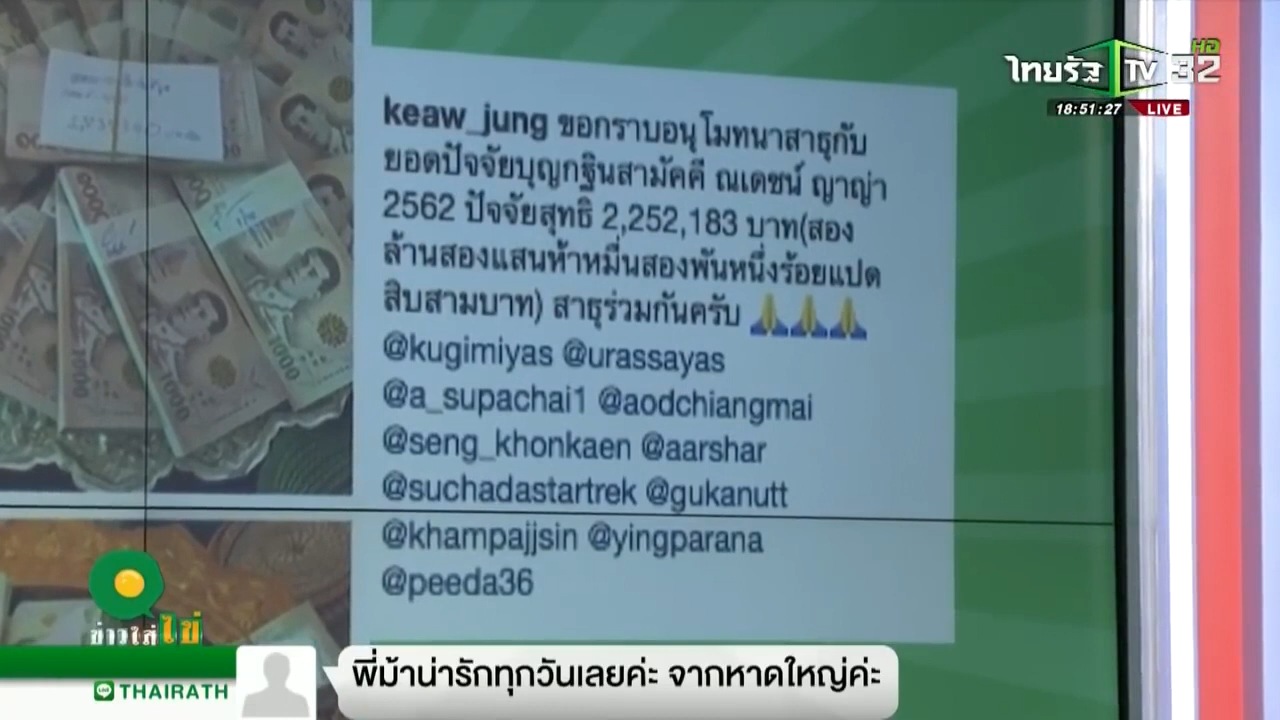 ไทยรัฐ TV HD 32
18:51:27 LIVE
keaw_jung ขอกราบอนุโมทนาสาธุกับ
ยอดปัจจัยบุญกฐินสามัคคี ณเดชน์ ญาญ่า
2562 ปัจจัยสุทธิ 2,252,183 บาท(สอง
ล้านสองแสนห้าหมื่นสองพันหนึ่งร้อยแปด
สิบสามบาท) สาธุร่วมกันครับ 🙏🙏🙏
@kugimiyas @urassayas
@a_supachai1 @aodchiangmai
@seng_khonkaen @aarshar
@suchadastartrek @gukanutt
@khampajjsin @yingparana
@peeda36
1000
1000
1000
ข่าวใส่ไข่
LINE THAIRATH
พี่ม้าน่ารักทุกวันเลยค่ะ จากหาดใหญ่ค่ะ